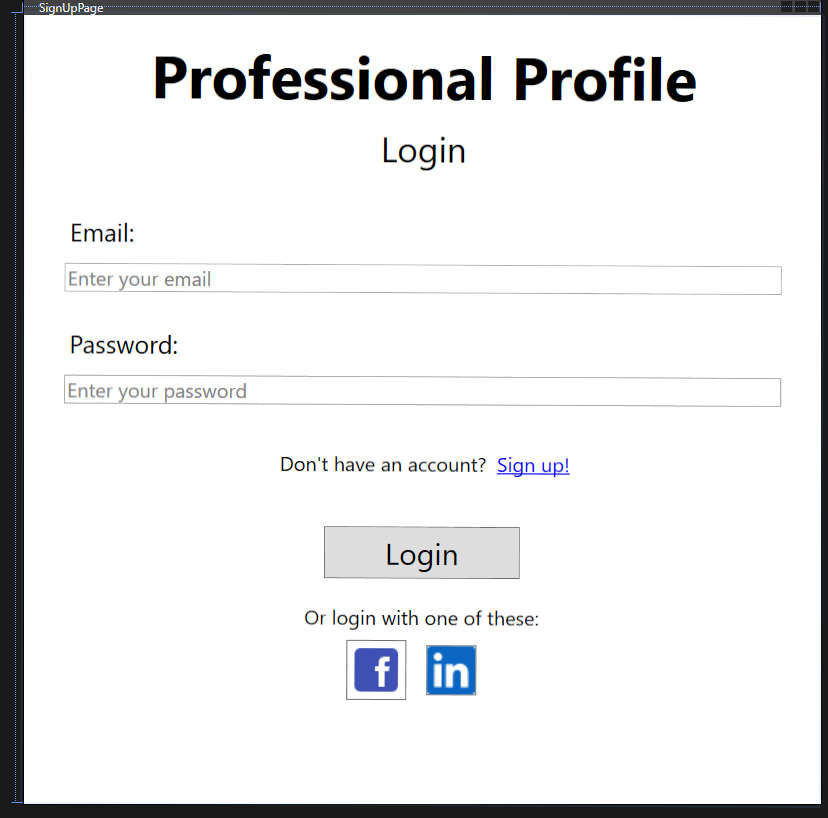 SignUpPage
Professional Profile
Login
Email:
Enter your email
Password:
Enter your password
Don't have an account? Sign up!
Login
Or login with one of these:
f in